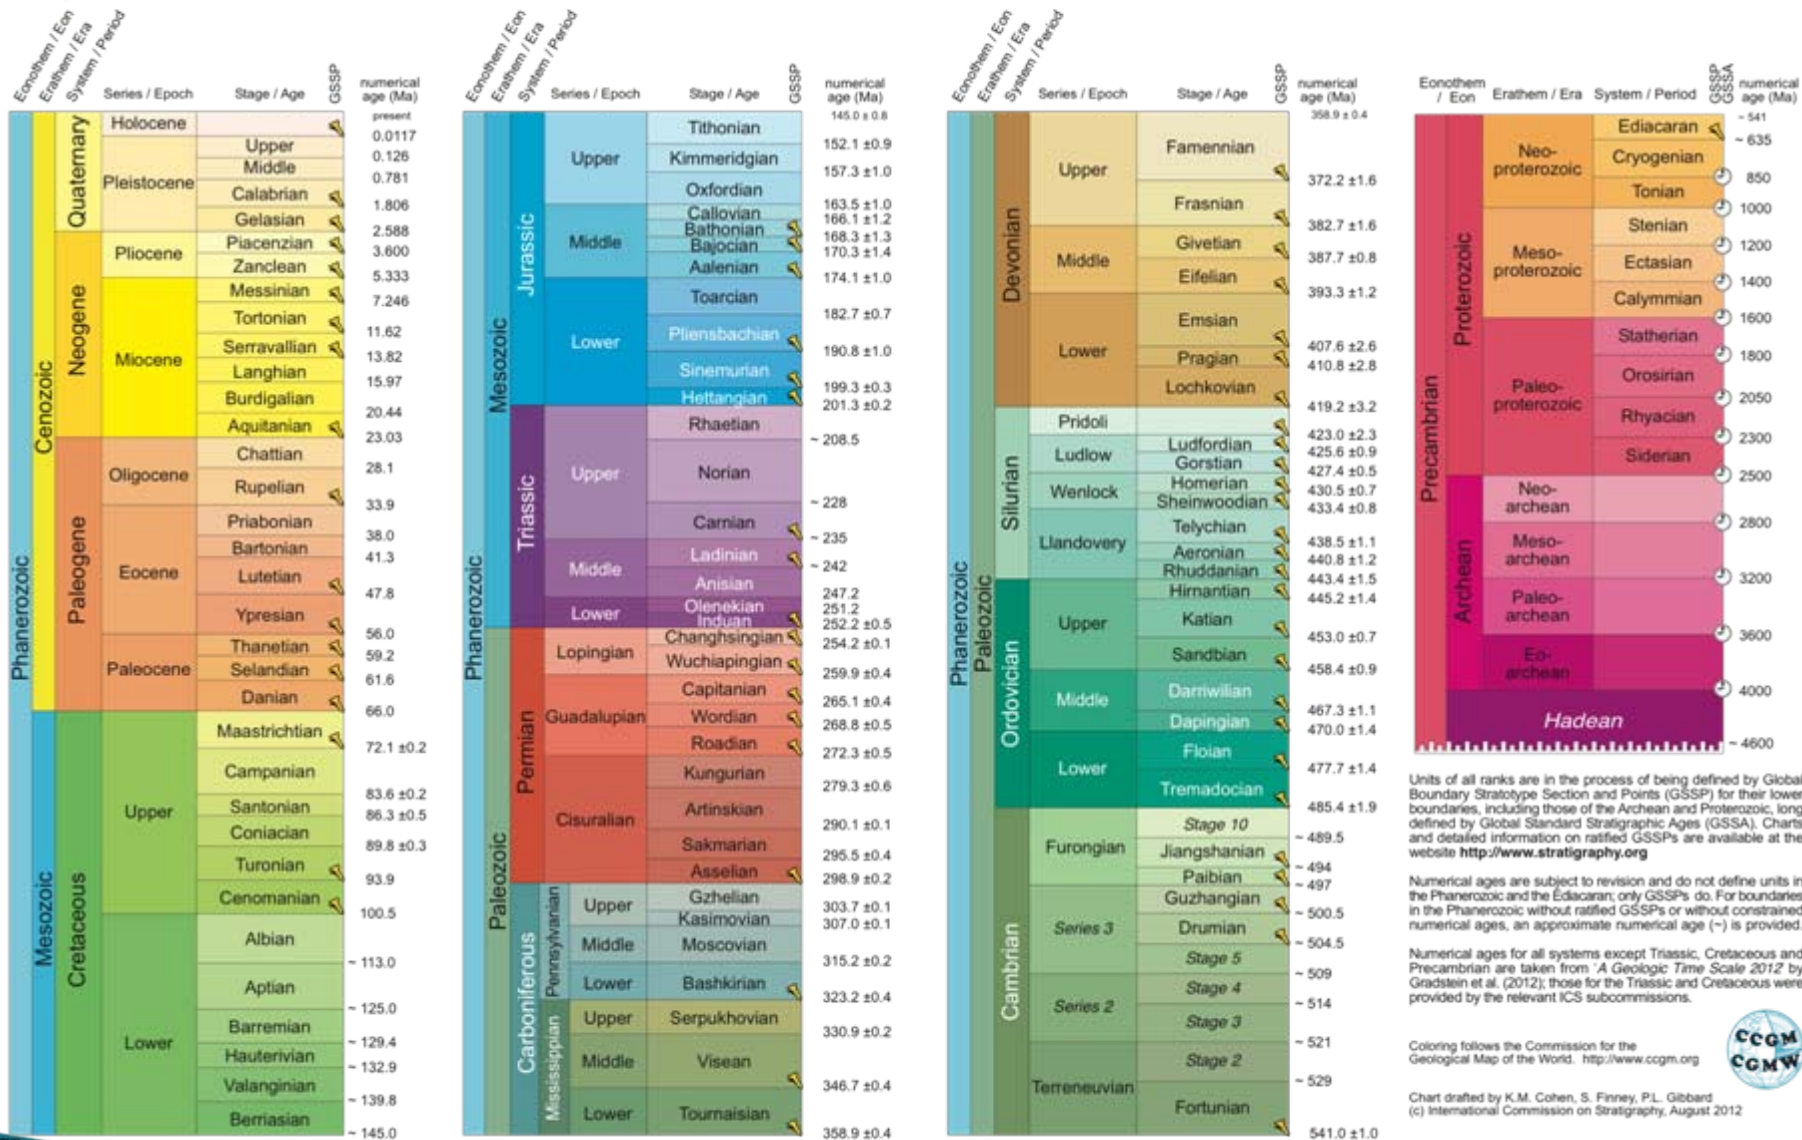 Eonothem / Eon
Erathem / Era
System / Period
Series / Epoch
Stage / Age
GSSP
numerical
age (Ma)
Phanerozoic
Cenozoic
Mesozoic
Quaternary
Neogene
Paleogene
Cretaceous
Holocene
Pleistocene
Pliocene
Miocene
Oligocene
Eocene
Paleocene
Upper
Lower
Upper
Middle
Calabrian
Gelasian
Piacenzian
Zanclean
Messinian
Tortonian
Serravallian
Langhian
Burdigalian
Aquitanian
Chattian
Rupelian
Priabonian
Bartonian
Lutetian
Ypresian
Thanetian
Selandian
Danian
Maastrichtian
Campanian
Santonian
Coniacian
Turonian
Cenomanian
Albian
Aptian
Barremian
Hauterivian
Valanginian
Berriasian
present
0.0117
0.126
0.781
1.806
2.588
3.600
5.333
7.246
11.62
13.82
15.97
20.44
23.03
28.1
33.9
38.0
41.3
47.8
56.0
59.2
61.6
66.0
72.1 ±0.2
83.6 ±0.2
86.3 ±0.5
89.8 ±0.3
93.9
100.5
~ 113.0
~ 125.0
~ 129.4
~ 132.9
~ 139.8
~ 145.0
Eonothem / Eon
Erathem / Era
System / Period
Series / Epoch
Stage / Age
GSSP
numerical
age (Ma)
Phanerozoic
Mesozoic
Paleozoic
Jurassic
Triassic
Permian
Carboniferous
Pennsylvanian
Mississippian
Upper
Middle
Lower
Upper
Middle
Lower
Lopingian
Guadalupian
Cisuralian
Upper
Middle
Lower
Upper
Middle
Lower
Tithonian
Kimmeridgian
Oxfordian
Callovian
Bathonian
Bajocian
Aalenian
Toarcian
Pliensbachian
Sinemurian
Hettangian
Rhaetian
Norian
Carnian
Ladinian
Anisian
Olenekian
Induan
Changhsingian
Wuchiapingian
Capitanian
Wordian
Roadian
Kungurian
Artinskian
Sakmarian
Asselian
Gzhelian
Kasimovian
Moscovian
Bashkirian
Serpukhovian
Visean
Tournaisian
145.0 ± 0.8
152.1 ±0.9
157.3 ±1.0
163.5 ±1.0
166.1 ±1.2
168.3 ±1.3
170.3 ±1.4
174.1 ±1.0
182.7 ±0.7
190.8 ±1.0
199.3 ±0.3
201.3 ±0.2
~ 208.5
~ 228
~ 235
~ 242
247.2
251.2
252.2 ±0.5
254.2 ±0.1
259.9 ±0.4
265.1 ±0.4
268.8 ±0.5
272.3 ±0.5
279.3 ±0.6
290.1 ±0.1
295.5 ±0.4
298.9 ±0.2
303.7 ±0.1
307.0 ±0.1
315.2 ±0.2
323.2 ±0.4
330.9 ±0.2
346.7 ±0.4
358.9 ±0.4
Eonothem / Eon
Erathem / Era
System / Period
Series / Epoch
Stage / Age
GSSP
numerical
age (Ma)
Phanerozoic
Paleozoic
Devonian
Silurian
Ordovician
Cambrian
Upper
Middle
Lower
Pridoli
Ludlow
Wenlock
Llandovery
Upper
Middle
Lower
Furongian
Series 3
Series 2
Terreneuvian
Famennian
Frasnian
Givetian
Eifelian
Emsian
Pragian
Lochkovian
Ludfordian
Gorstian
Homerian
Sheinwoodian
Telychian
Aeronian
Rhuddanian
Hirnantian
Katian
Sandbian
Darriwilian
Dapingian
Floian
Tremadocian
Stage 10
Jiangshanian
Paibian
Guzhangian
Drumian
Stage 5
Stage 4
Stage 3
Stage 2
Fortunian
358.9 ± 0.4
372.2 ±1.6
382.7 ±1.6
387.7 ±0.8
393.3 ±1.2
407.6 ±2.6
410.8 ±2.8
419.2 ±3.2
423.0 ±2.3
425.6 ±0.9
427.4 ±0.5
430.5 ±0.7
433.4 ±0.8
438.5 ±1.1
440.8 ±1.2
443.4 ±1.5
445.2 ±1.4
453.0 ±0.7
458.4 ±0.9
467.3 ±1.1
470.0 ±1.4
477.7 ±1.4
485.4 ±1.9
~ 489.5
~ 494
~ 497
~ 500.5
~ 504.5
~ 509
~ 514
~ 521
~ 529
541.0 ±1.0
Eonothem
/ Eon
Erathem / Era
System / Period
GSSP
GSSA
numerical
age (Ma)
Precambrian
Proterozoic
Archean
Hadean
Neo-
proterozoic
Meso-
proterozoic
Paleo-
proterozoic
Neo-
archean
Meso-
archean
Paleo-
archean
Eo-
archean
Ediacaran
Cryogenian
Tonian
Stenian
Ectasian
Calymmian
Statherian
Orosirian
Rhyacian
Siderian
~ 541
~ 635
850
1000
1200
1400
1600
1800
2050
2300
2500
2800
3200
3600
4000
~ 4600
Units of all ranks are in the process of being defined by Global
Boundary Stratotype Section and Points (GSSP) for their lower
boundaries, including those of the Archean and Proterozoic, long
defined by Global Standard Stratigraphic Ages (GSSA). Charts
and detailed information on ratified GSSPs are available at the
website http://www.stratigraphy.org
Numerical ages are subject to revision and do not define units in
the Phanerozoic and the Ediacaran; only GSSPs do. For boundaries
in the Phanerozoic without ratified GSSPs or without constrained
numerical ages, an approximate numerical age (~) is provided.
Numerical ages for all systems except Triassic, Cretaceous and
Precambrian are taken from 'A Geologic Time Scale 2012' by
Gradstein et al. (2012); those for the Triassic and Cretaceous were
provided by the relevant ICS subcommissions.
Coloring follows the Commission for the
Geological Map of the World. http://www.ccgm.org
CCGM
CGMW
Chart drafted by K.M. Cohen, S. Finney, P.L. Gibbard
(c) International Commission on Stratigraphy, August 2012